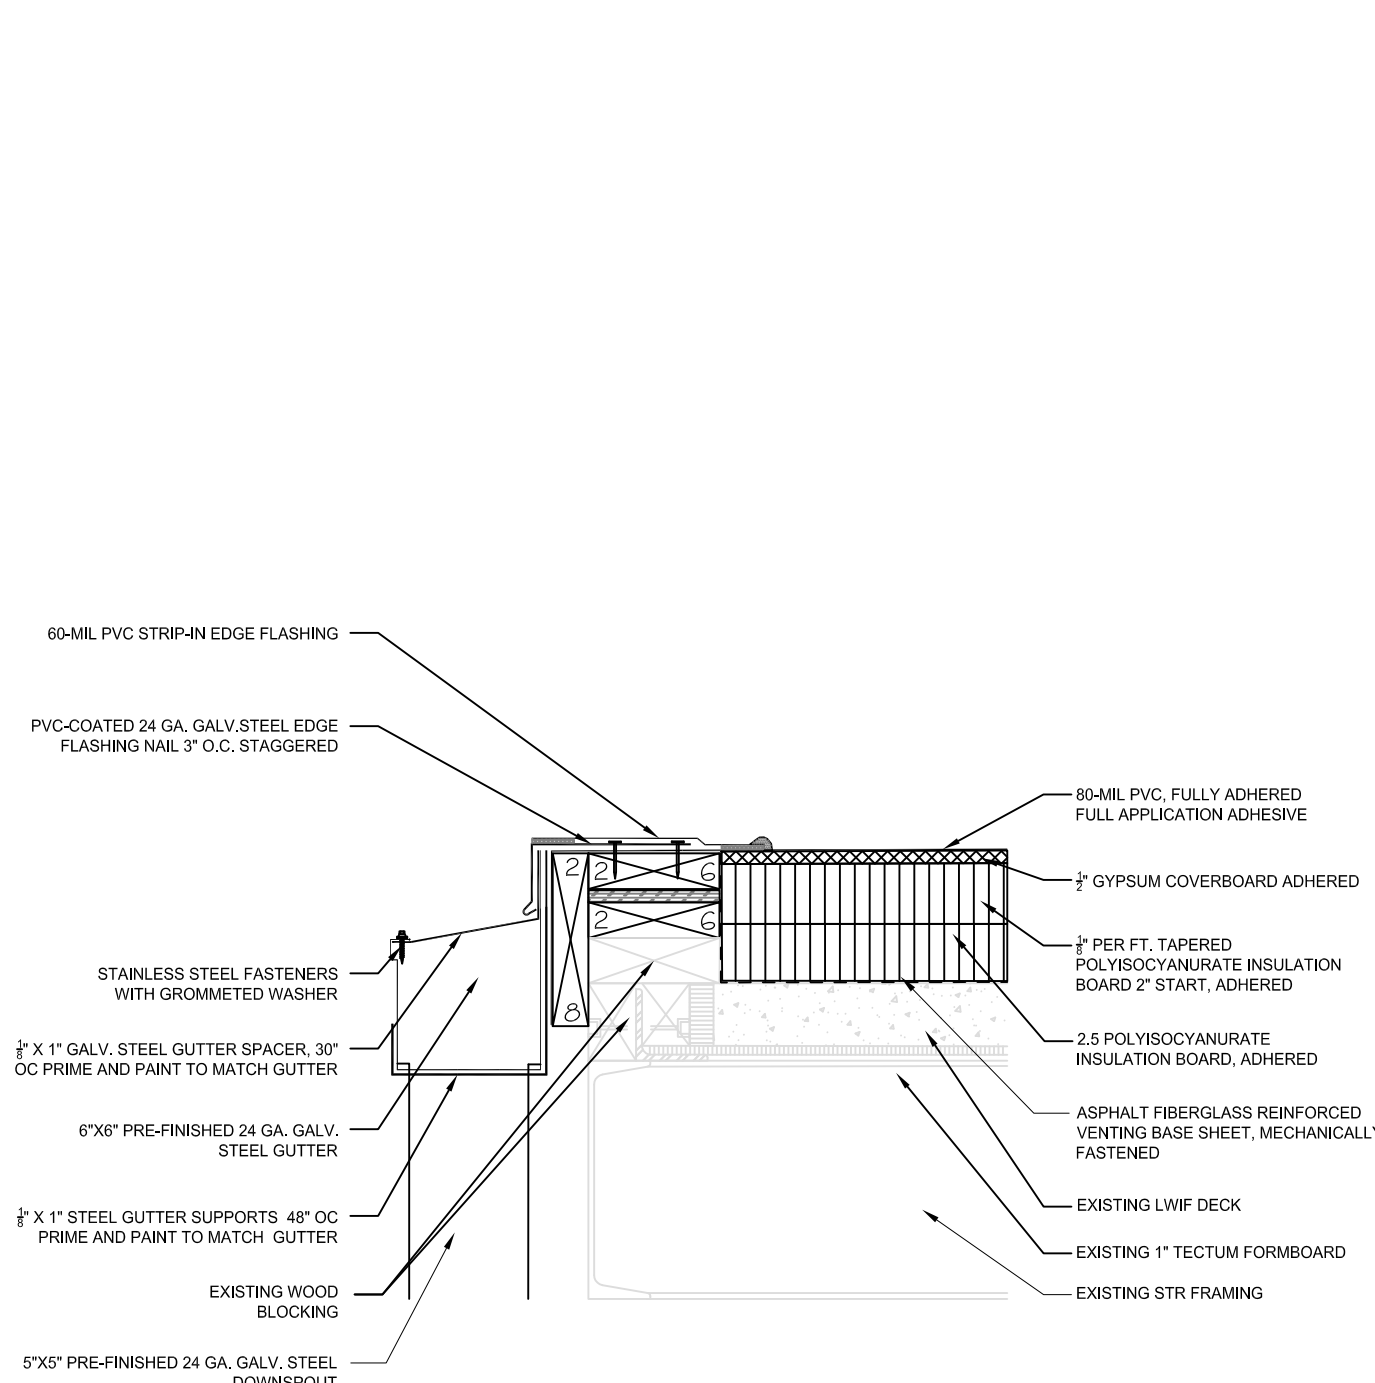 60-MIL PVC STRIP-IN EDGE FLASHING
PVC-COATED 24 GA. GALV.STEEL EDGE
FLASHING NAIL 3" O.C. STAGGERED
STAINLESS STEEL FASTENERS
WITH GROMMETED WASHER
1/8" X 1" GALV. STEEL GUTTER SPACER, 30"
OC PRIME AND PAINT TO MATCH GUTTER
6"X6" PRE-FINISHED 24 GA. GALV.
STEEL GUTTER
1/8" X 1" STEEL GUTTER SUPPORTS 48" OC
PRIME AND PAINT TO MATCH GUTTER
EXISTING WOOD
BLOCKING
5"X5" PRE-FINISHED 24 GA. GALV. STEEL
DOWNSPOUT
2 2 6
2 6
8
80-MIL PVC, FULLY ADHERED
FULL APPLICATION ADHESIVE
1/2" GYPSUM COVERBOARD ADHERED
1/8" PER FT. TAPERED
POLYISOCYANURATE INSULATION
BOARD 2" START, ADHERED
2.5 POLYISOCYANURATE
INSULATION BOARD, ADHERED
ASPHALT FIBERGLASS REINFORCED
VENTING BASE SHEET, MECHANICALLY
FASTENED
EXISTING LWIF DECK
EXISTING 1" TECTUM FORMBOARD
EXISTING STR FRAMING